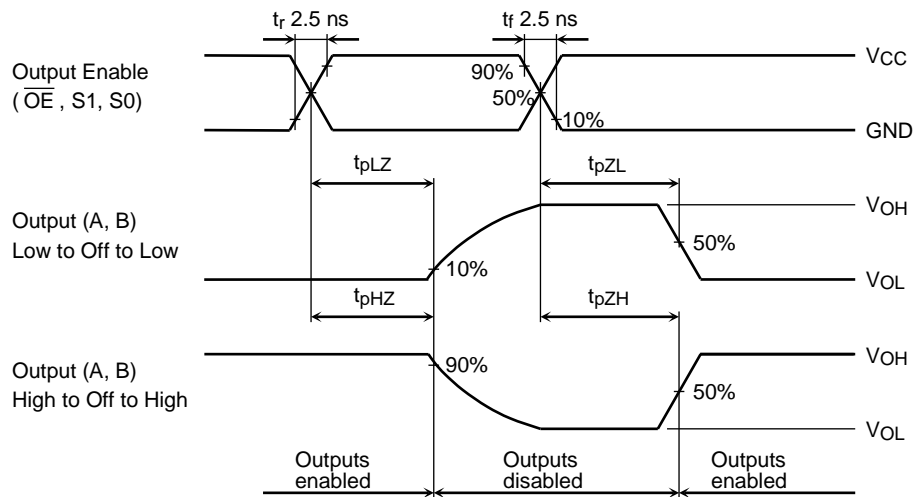 tr 2.5 ns
tf 2.5 ns
Output Enable
( OE , S1, S0)
90%
50%
10%
VCC
GND
tpLZ
tpZL
Output (A, B)
Low to Off to Low
10%
50%
VOH
VOL
tpHZ
tpZH
Output (A, B)
High to Off to High
90%
50%
VOH
VOL
Outputs
enabled
Outputs
disabled
Outputs
enabled